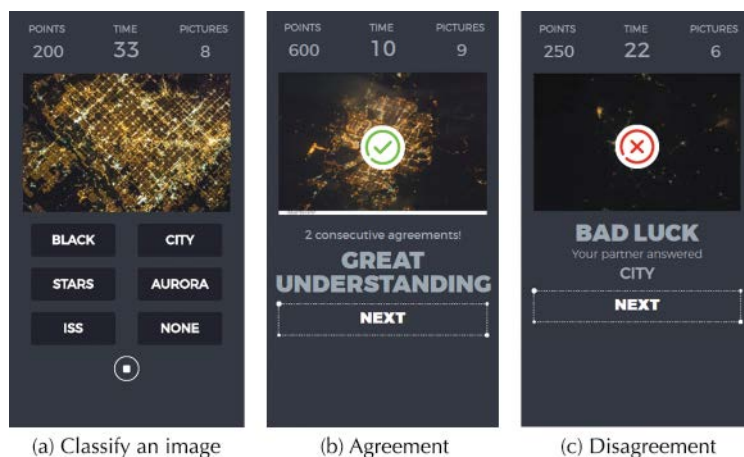 POINTS TIME PICTURES
200 33 8
BLACK CITY
STARS AURORA
ISS NONE
(a) Classify an image
POINTS TIME PICTURES
600 10 9
2 consecutive agreements!
GREAT
UNDERSTANDING
NEXT
(b) Agreement
POINTS TIME PICTURES
250 22 6
BAD LUCK
Your partner answered
CITY
NEXT
(c) Disagreement